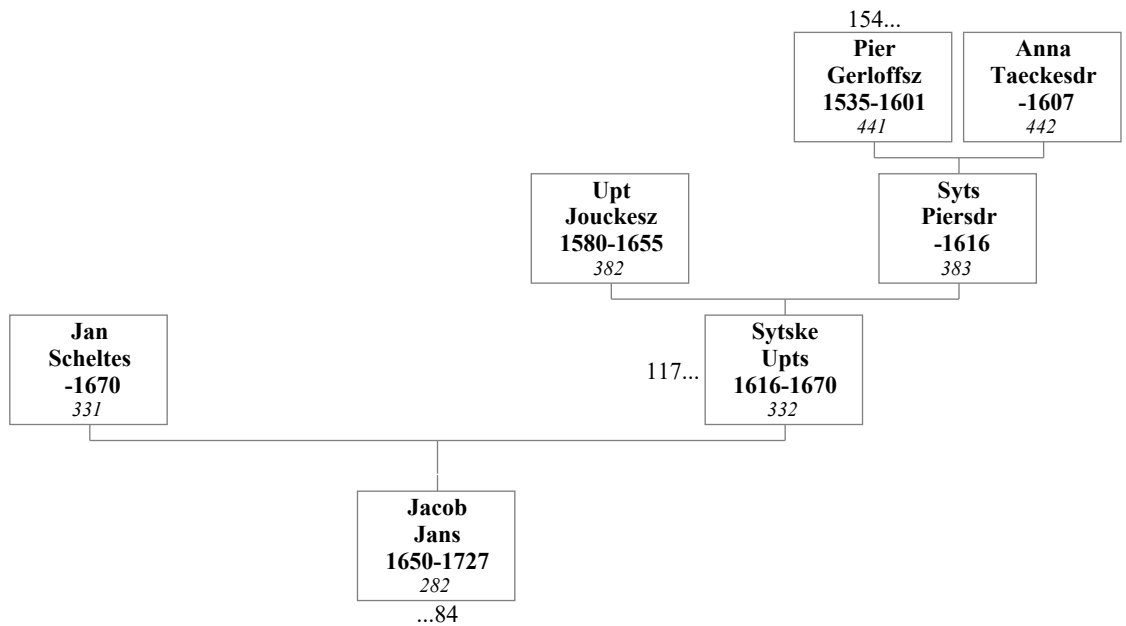 154...
Pier
Gerloffsz
1535-1601
441
Anna
Taeckesdr
-1607
442
Upt
Jouckesz
1580-1655
382
Syts
Piersdr
-1616
383
Jan
Scheltes
-1670
331
117...
Sytske
Upts
1616-1670
332
Jacob
Jans
1650-1727
282
...84